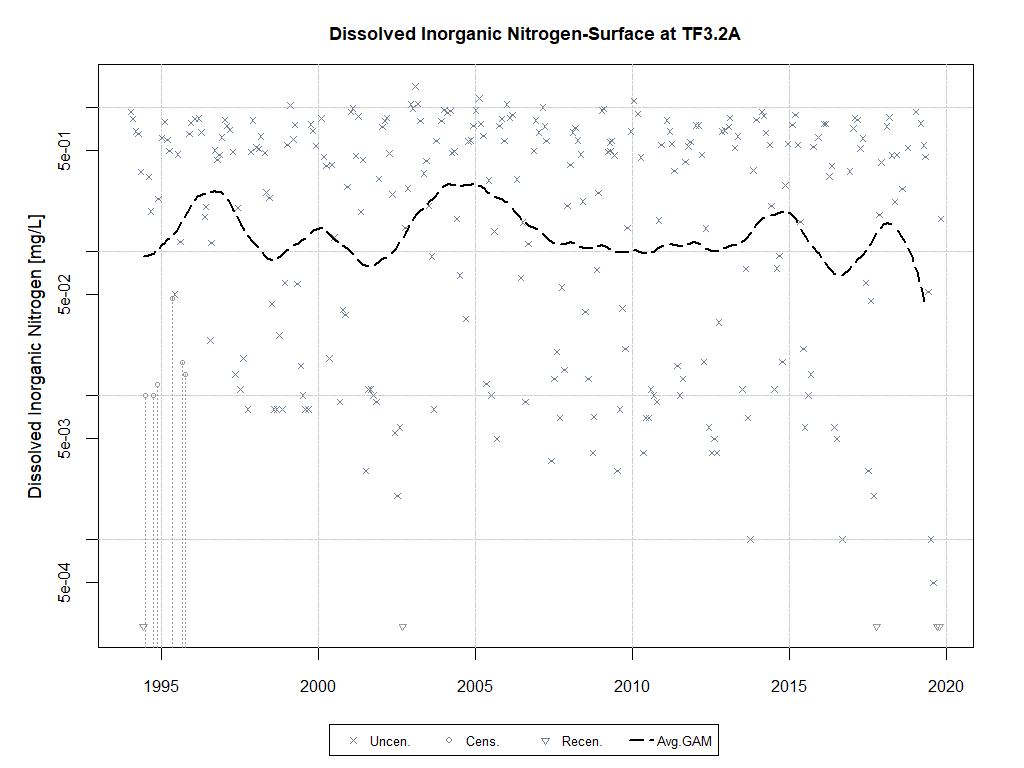 Dissolved Inorganic Nitrogen-Surface at TF3.2A
Dissolved Inorganic Nitrogen [mg/L]
5e-01
5e-02
5e-03
5e-04
1995 2000 2005 2010 2015 2020
Uncen. Cens. Recen. Avg.GAM